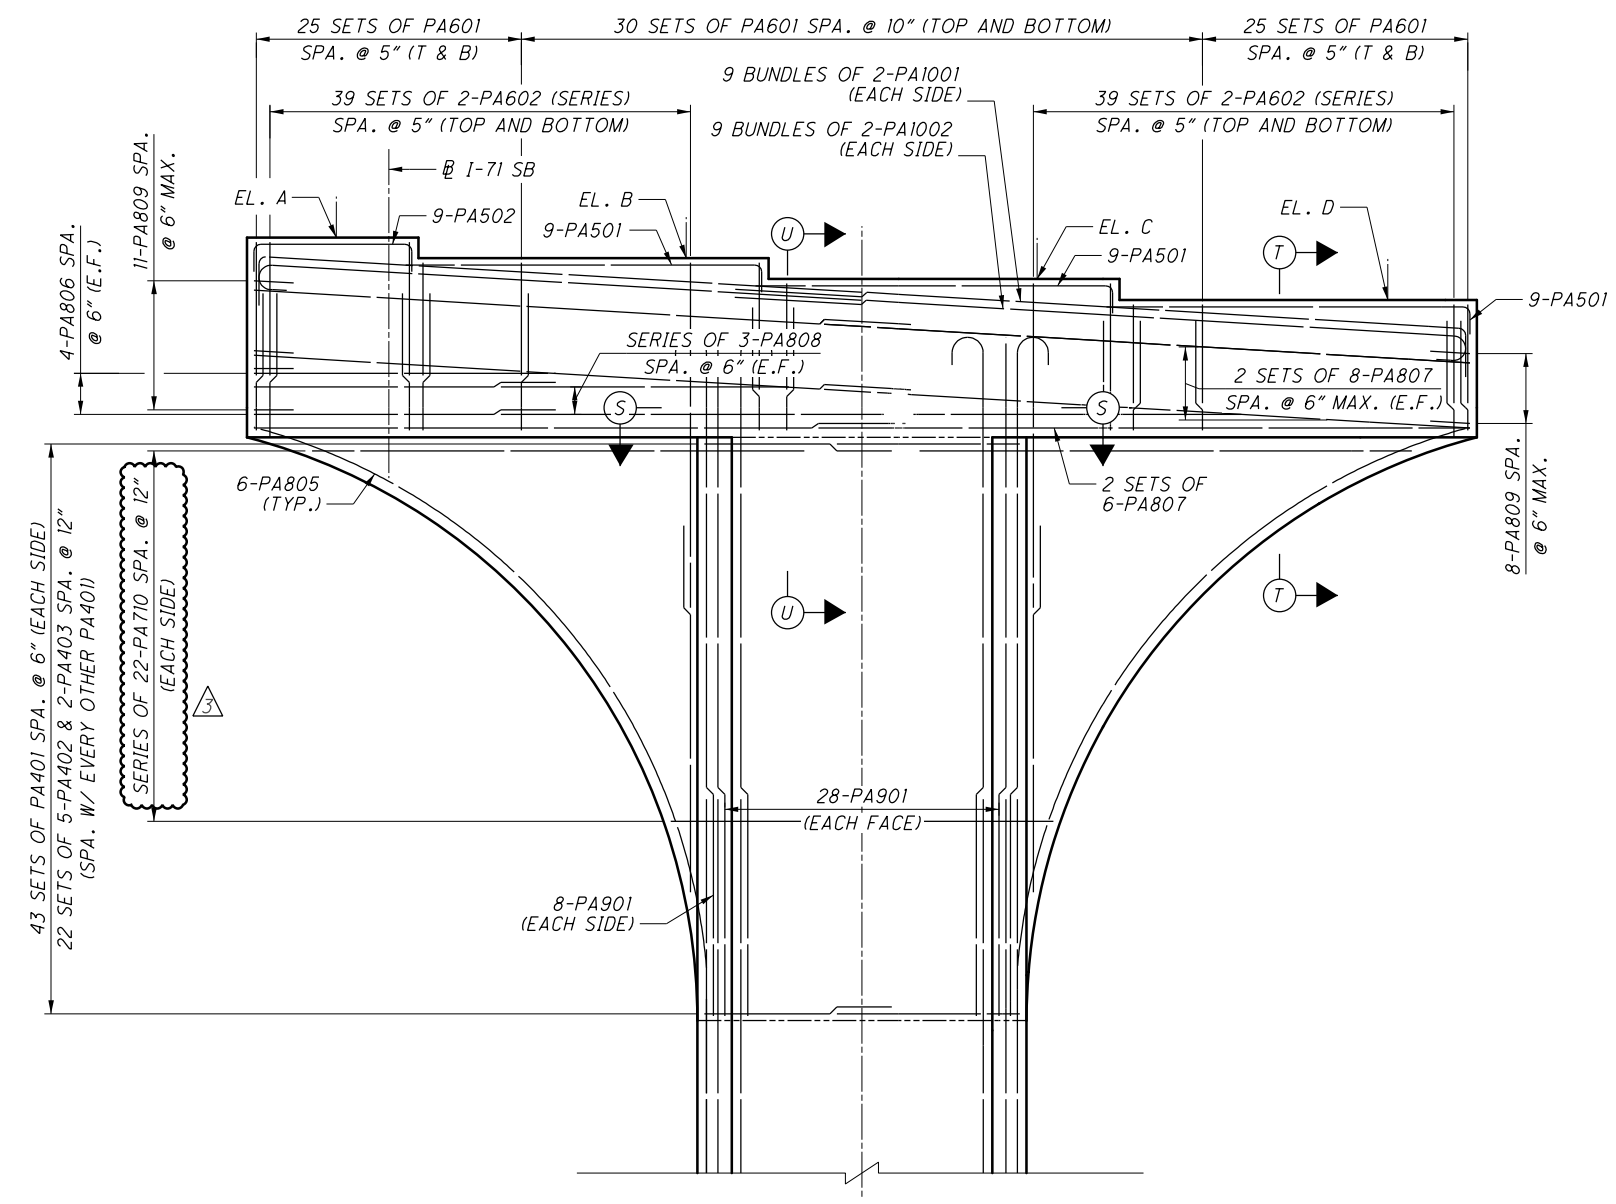 25 SETS OF PA601
SPA. @ 5" (T & B)
30 SETS OF PA601 SPA. @ 10" (TOP AND BOTTOM)
25 SETS OF PA601
SPA. @ 5" (T & B)
9 BUNDLES OF 2-PA1001
(EACH SIDE)
39 SETS OF 2-PA602 (SERIES)
SPA. @ 5" (TOP AND BOTTOM)
39 SETS OF 2-PA602 (SERIES)
SPA. @ 5" (TOP AND BOTTOM)
9 BUNDLES OF 2-PA1002
(EACH SIDE)
11-PA809 SPA.
@ 6" MAX.
I-71 SB
EL. A
9-PA502
EL. B
9-PA501
EL. C
9-PA501
EL. D
9-PA501
U
T
4-PA806 SPA.
@ 6" (E.F.)
SERIES OF 3-PA808
SPA. @ 6" (E.F.)
2 SETS OF 8-PA807
SPA. @ 6" MAX. (E.F.)
S
S
6-PA805
(TYP.)
2 SETS OF
6-PA807
8-PA809 SPA.
@ 6" MAX.
43 SETS OF PA401 SPA. @ 6" (EACH SIDE)
22 SETS OF 5-PA402 & 2-PA403 SPA. @ 12"
(SPA. W/ EVERY OTHER PA401)
SERIES OF 22-PA710 SPA. @ 12"
(EACH SIDE)
3
U
T
28-PA901
(EACH FACE)
8-PA901
(EACH SIDE)